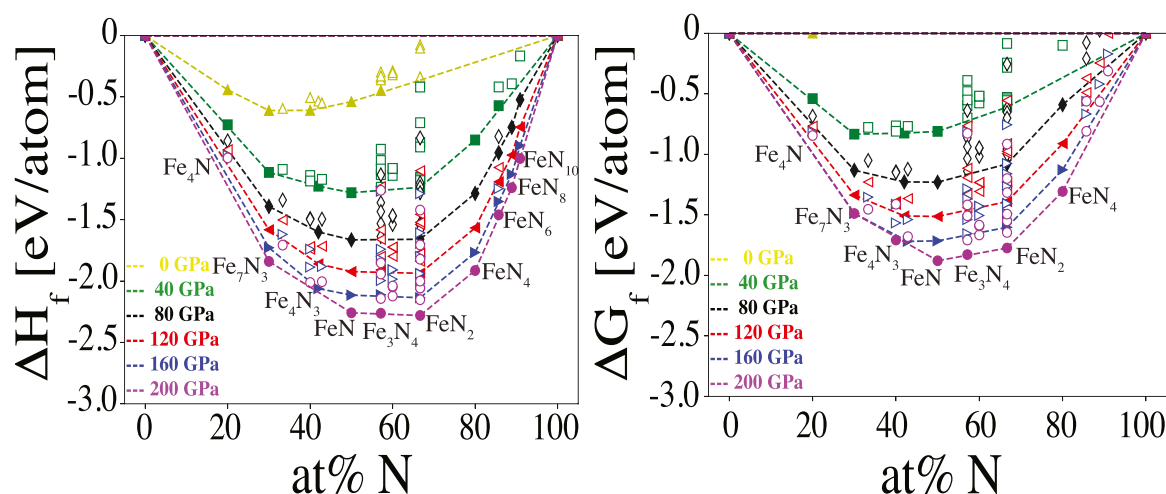 ΔH_f [eV/atom]
0
-0.5
-1.0
-1.5
-2.0
-2.5
-3.0
Fe₄N
Fe₇N₃
Fe₄N₃
FeN
Fe₃N₄
FeN₂
FeN₄
FeN₆
FeN₈
FeN₁₀
0 GPa
40 GPa
80 GPa
120 GPa
160 GPa
200 GPa
0 20 40 60 80 100
at% N
ΔG_f [eV/atom]
0
-0.5
-1.0
-1.5
-2.0
-2.5
-3.0
Fe₄N
Fe₇N₃
Fe₄N₃
FeN
Fe₃N₄
FeN₂
FeN₄
0 GPa
40 GPa
80 GPa
120 GPa
160 GPa
200 GPa
0 20 40 60 80 100
at% N